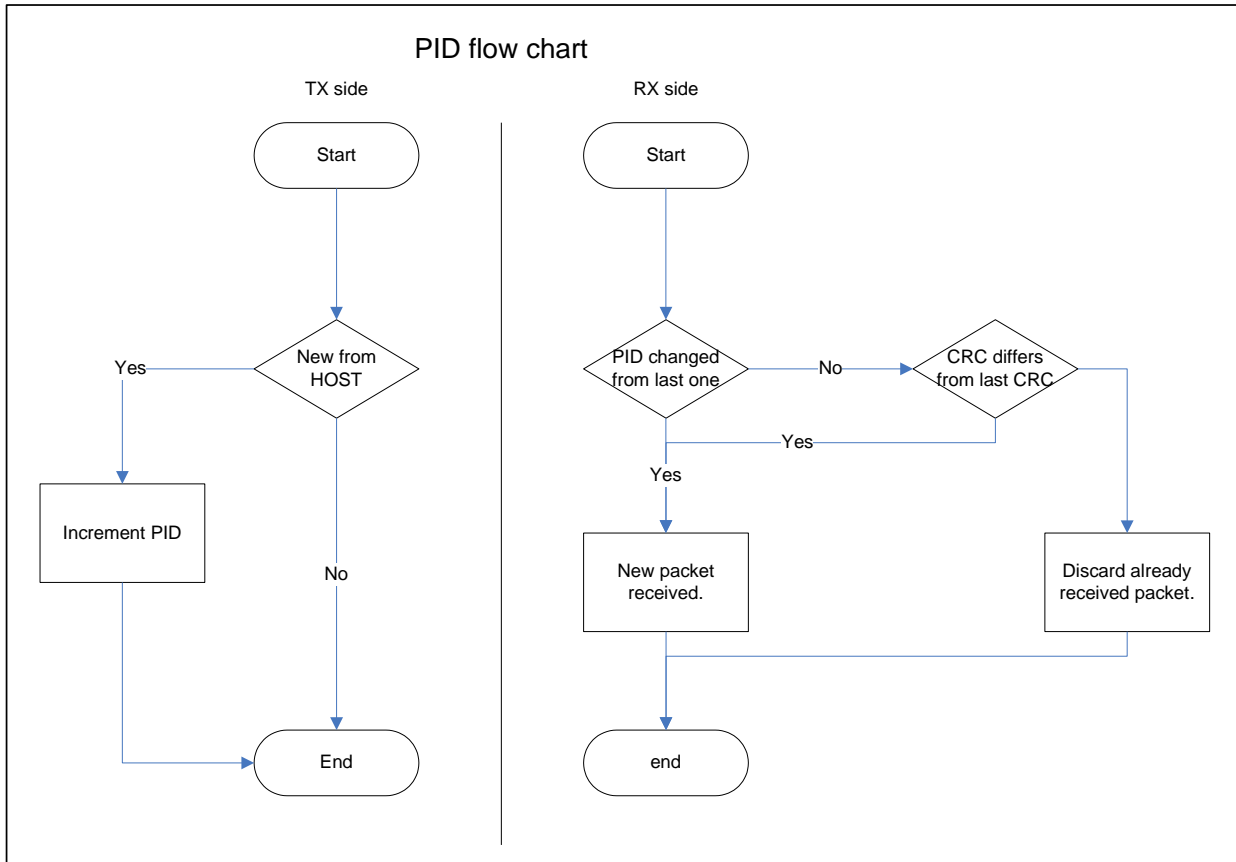 PID flow chart
TX side
RX side
Start
Start
New from
HOST
Yes
No
Increment PID
End
PID changed
from last one
No
CRC differs
from last CRC
Yes
Yes
New packet
received.
Discard already
received packet.
end